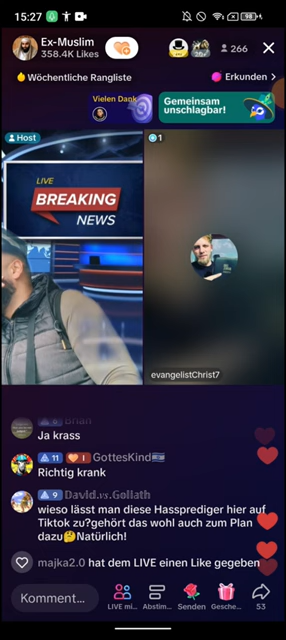 15:27
98
Ex-Muslim
358.4K Likes
266
Wöchentliche Rangliste
Erkunden >
Vielen Dank
Gemeinsam
unschlagbar!
Host
1
LIVE
BREAKING
NEWS
evangelistChrist7
6 Brian
Ja krass
11 I GottesKind🇮🇱
Richtig krank
9 David.vs.Goliath
wieso lässt man diese Hassprediger hier auf
Tiktok zu?gehört das wohl auch zum Plan
dazu🤔Natürlich!
majka2.0 hat dem LIVE einen Like gegeben
Komment...
LIVE mi...
Abstim...
Senden
Gesche...
53